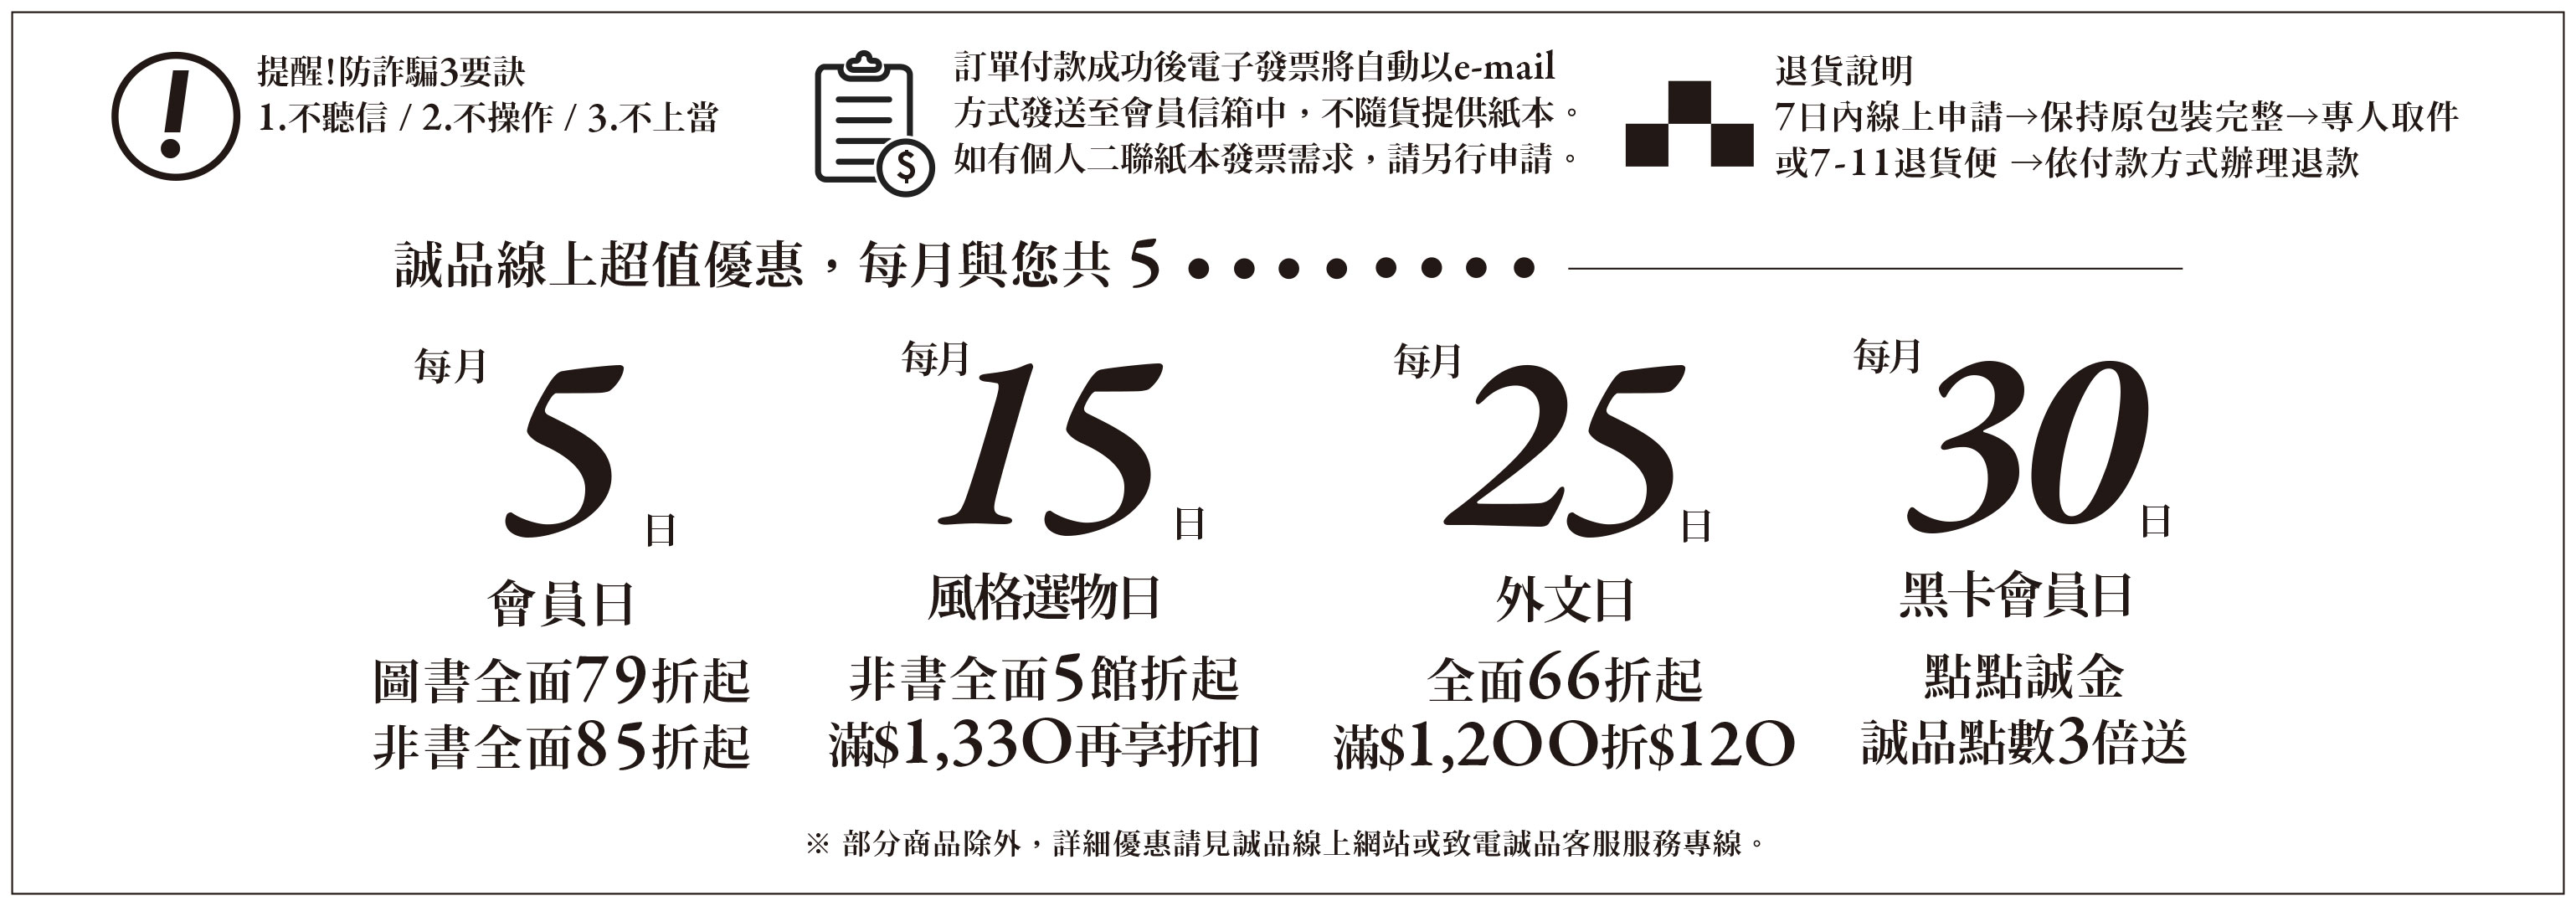 提醒!防詐騙3要訣
1.不聽信 / 2.不操作 / 3.不上當
訂單付款成功後電子發票將自動以e-mail
方式發送至會員信箱中，不隨貨提供紙本。
如有個人二聯紙本發票需求，請另行申請。
$
退貨說明
7日內線上申請→保持原包裝完整→專人取件
或7-11退貨便 →依付款方式辦理退款
誠品線上超值優惠，每月與您共 5 ••••••••
每月 5 日
會員日
圖書全面79折起
非書全面85折起
每月 15 日
風格選物日
非書全面5館折起
滿$1,330再享折扣
每月 25 日
外文日
全面66折起
滿$1,200折$120
每月 30 日
黑卡會員日
點點誠金
誠品點數3倍送
※ 部分商品除外，詳細優惠請見誠品線上網站或致電誠品客服服務專線。